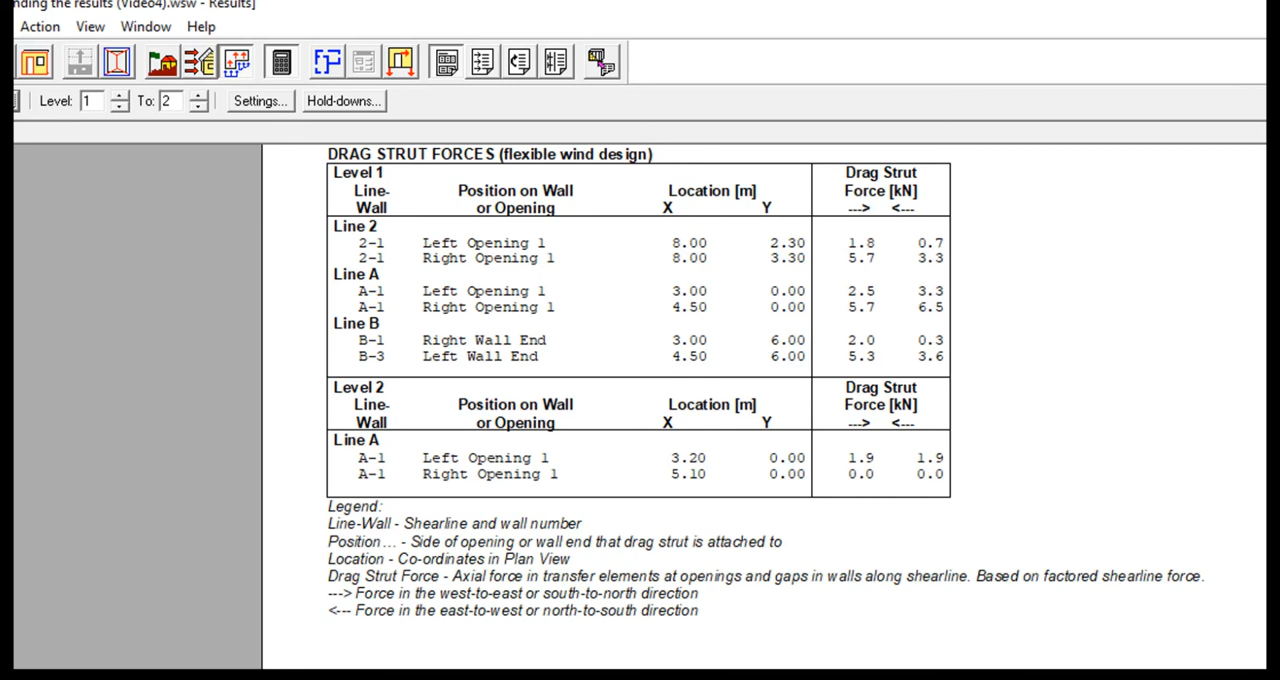 nding the results (Video4).wsw - Results]
Action View Window Help
Level: 1 To: 2 Settings... Hold-downs...
DRAG STRUT FORCES (flexible wind design)
Level 1 Drag Strut
Line- Position on Wall Location [m] Force [kN]
Wall or Opening X Y ---> <---
Line 2
2-1 Left Opening 1 8.00 2.30 1.8 0.7
2-1 Right Opening 1 8.00 3.30 5.7 3.3
Line A
A-1 Left Opening 1 3.00 0.00 2.5 3.3
A-1 Right Opening 1 4.50 0.00 5.7 6.5
Line B
B-1 Right Wall End 3.00 6.00 2.0 0.3
B-3 Left Wall End 4.50 6.00 5.3 3.6
Level 2 Drag Strut
Line- Position on Wall Location [m] Force [kN]
Wall or Opening X Y ---> <---
Line A
A-1 Left Opening 1 3.20 0.00 1.9 1.9
A-1 Right Opening 1 5.10 0.00 0.0 0.0
Legend:
Line-Wall - Shearline and wall number
Position... - Side of opening or wall end that drag strut is attached to
Location - Co-ordinates in Plan View
Drag Strut Force - Axial force in transfer elements at openings and gaps in walls along shearline. Based on factored shearline force.
---> Force in the west-to-east or south-to-north direction
<--- Force in the east-to-west or north-to-south direction